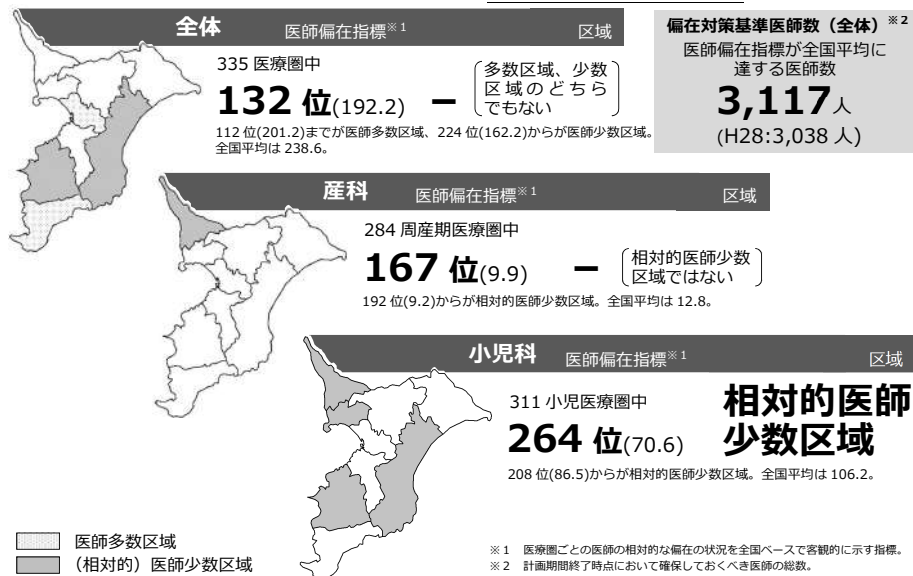 全体 医師偏在指標※1 区域
335 医療圏中
132 位(192.2) − 多数区域、少数区域のどちらでもない
112 位(201.2)までが医師多数区域、224 位(162.2)からが医師少数区域。
全国平均は 238.6。
偏在対策基準医師数（全体）※2
医師偏在指標が全国平均に
達する医師数
3,117人
(H28:3,038 人)
産科 医師偏在指標※1 区域
284 周産期医療圏中
167 位(9.9) − 相対的医師少数区域ではない
192 位(9.2)からが相対的医師少数区域。全国平均は 12.8。
小児科 医師偏在指標※1 区域
311 小児医療圏中
264 位(70.6) 相対的医師少数区域
208 位(86.5)からが相対的医師少数区域。全国平均は 106.2。
医師多数区域
（相対的）医師少数区域
※１ 医療圏ごとの医師の相対的な偏在の状況を全国ベースで客観的に示す指標。
※２ 計画期間終了時点において確保しておくべき医師の総数。